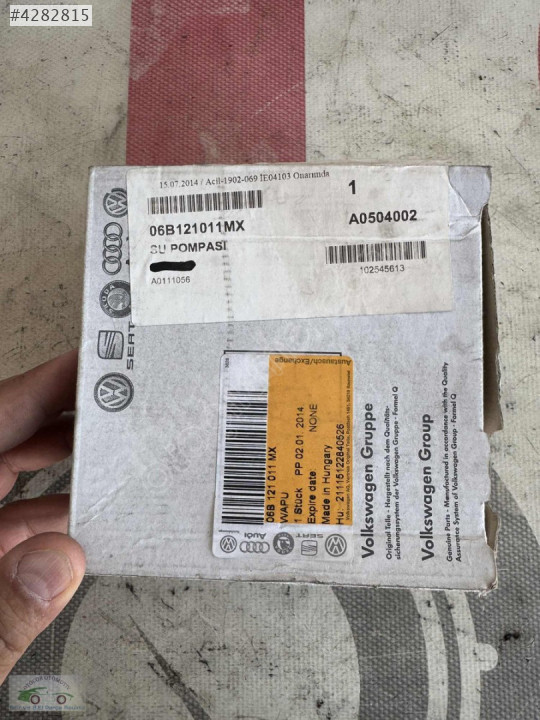 #4282815
15.07.2014 / Acil-1902-069 IE04103 Onarımda
1
06B121011MX
A0504002
SU POMPASI
A0111056
102545613
SEAT
Austausch/Exchange
06B 121 011 MX
WAPU
1 Stück PP 02.01.2014
Expire date: NONE
Made in Hungary
Hu: 21115122840526
Audi
SEAT
Volkswagen Gruppe
Original Teile - Hergestellt nach dem Qualitäts-
sicherungssystem der Volkswagen Gruppe - Formel Q
Volkswagen Group
Genuine Parts - Manufactured in accordance with the Quality
Assurance System of Volkswagen Group - Formel Q